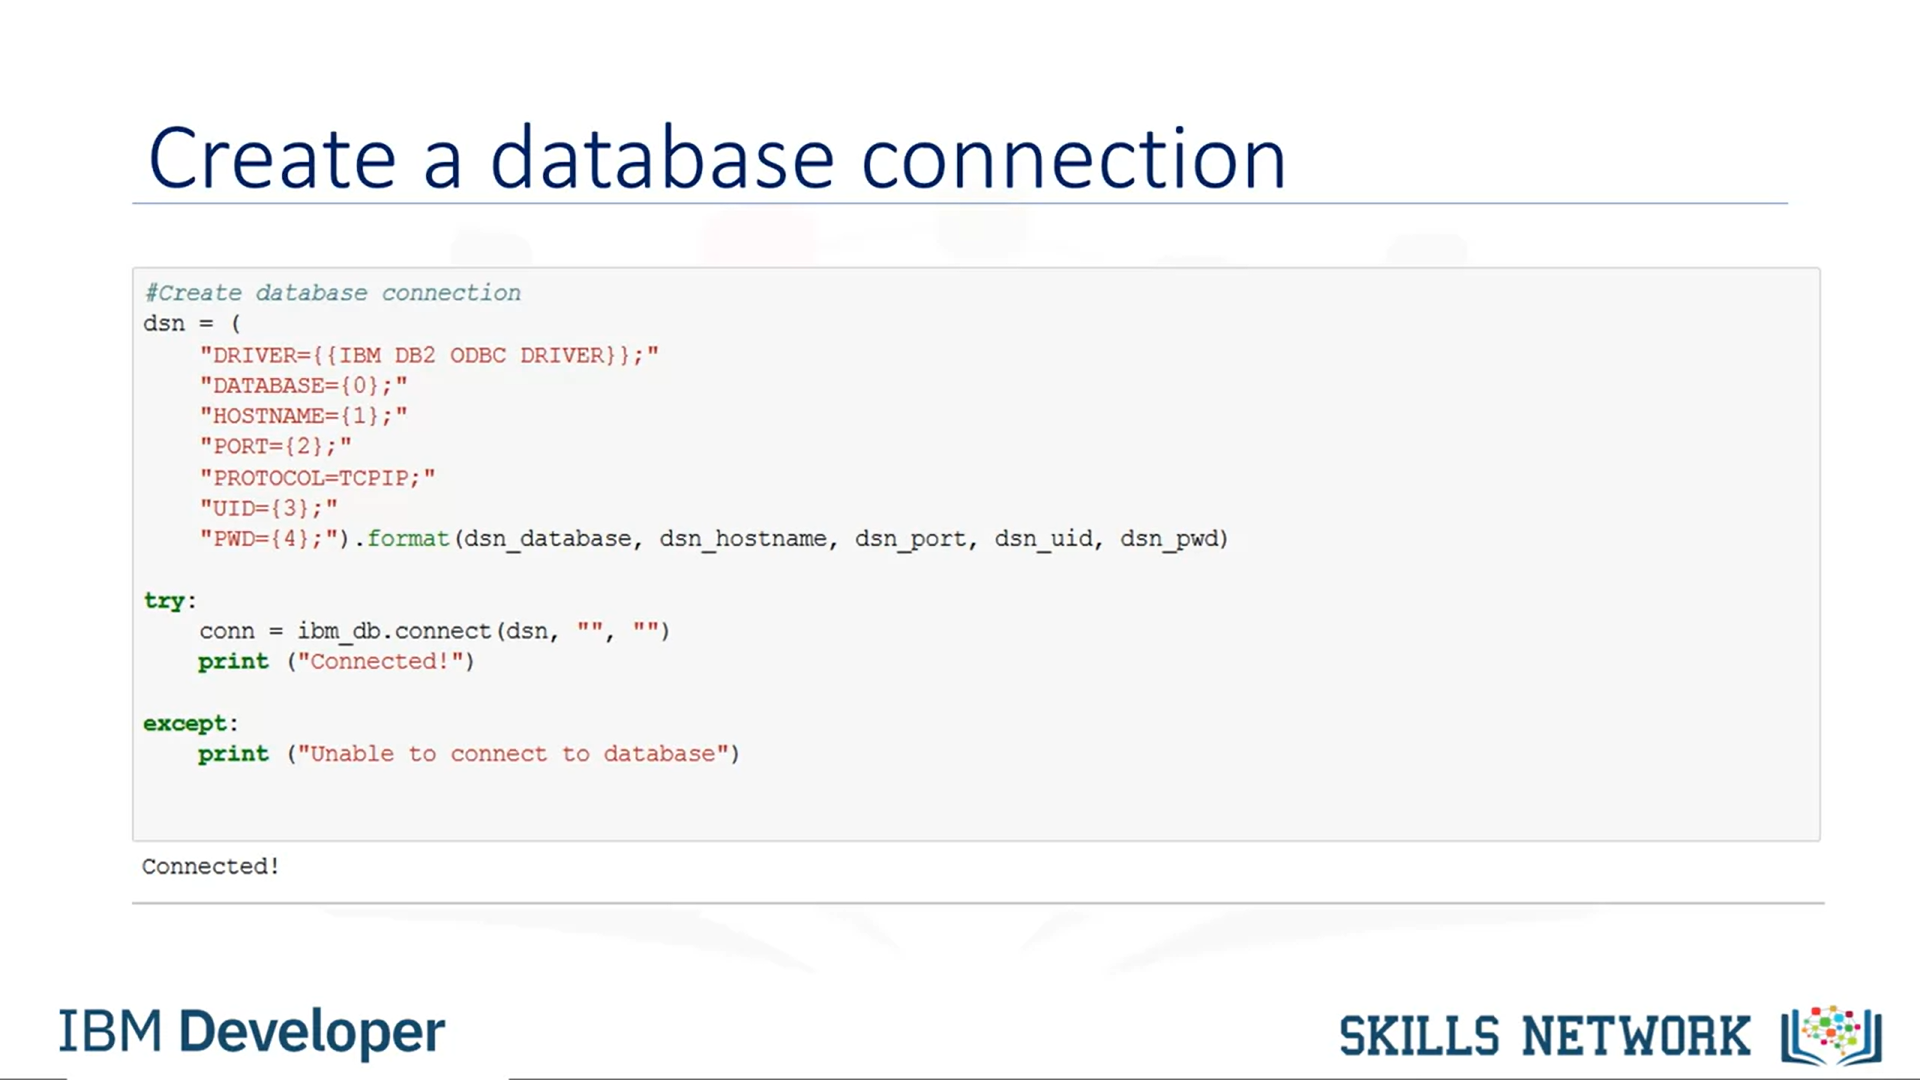 Create a database connection
#Create database connection
dsn = (
"DRIVER={{IBM DB2 ODBC DRIVER}};"
"DATABASE={0};"
"HOSTNAME={1};"
"PORT={2};"
"PROTOCOL=TCPIP;"
"UID={3};"
"PWD={4};").format(dsn_database, dsn_hostname, dsn_port, dsn_uid, dsn_pwd)
try:
conn = ibm_db.connect(dsn, "", "")
print ("Connected!")
except:
print ("Unable to connect to database")
Connected!
IBM Developer
SKILLS NETWORK